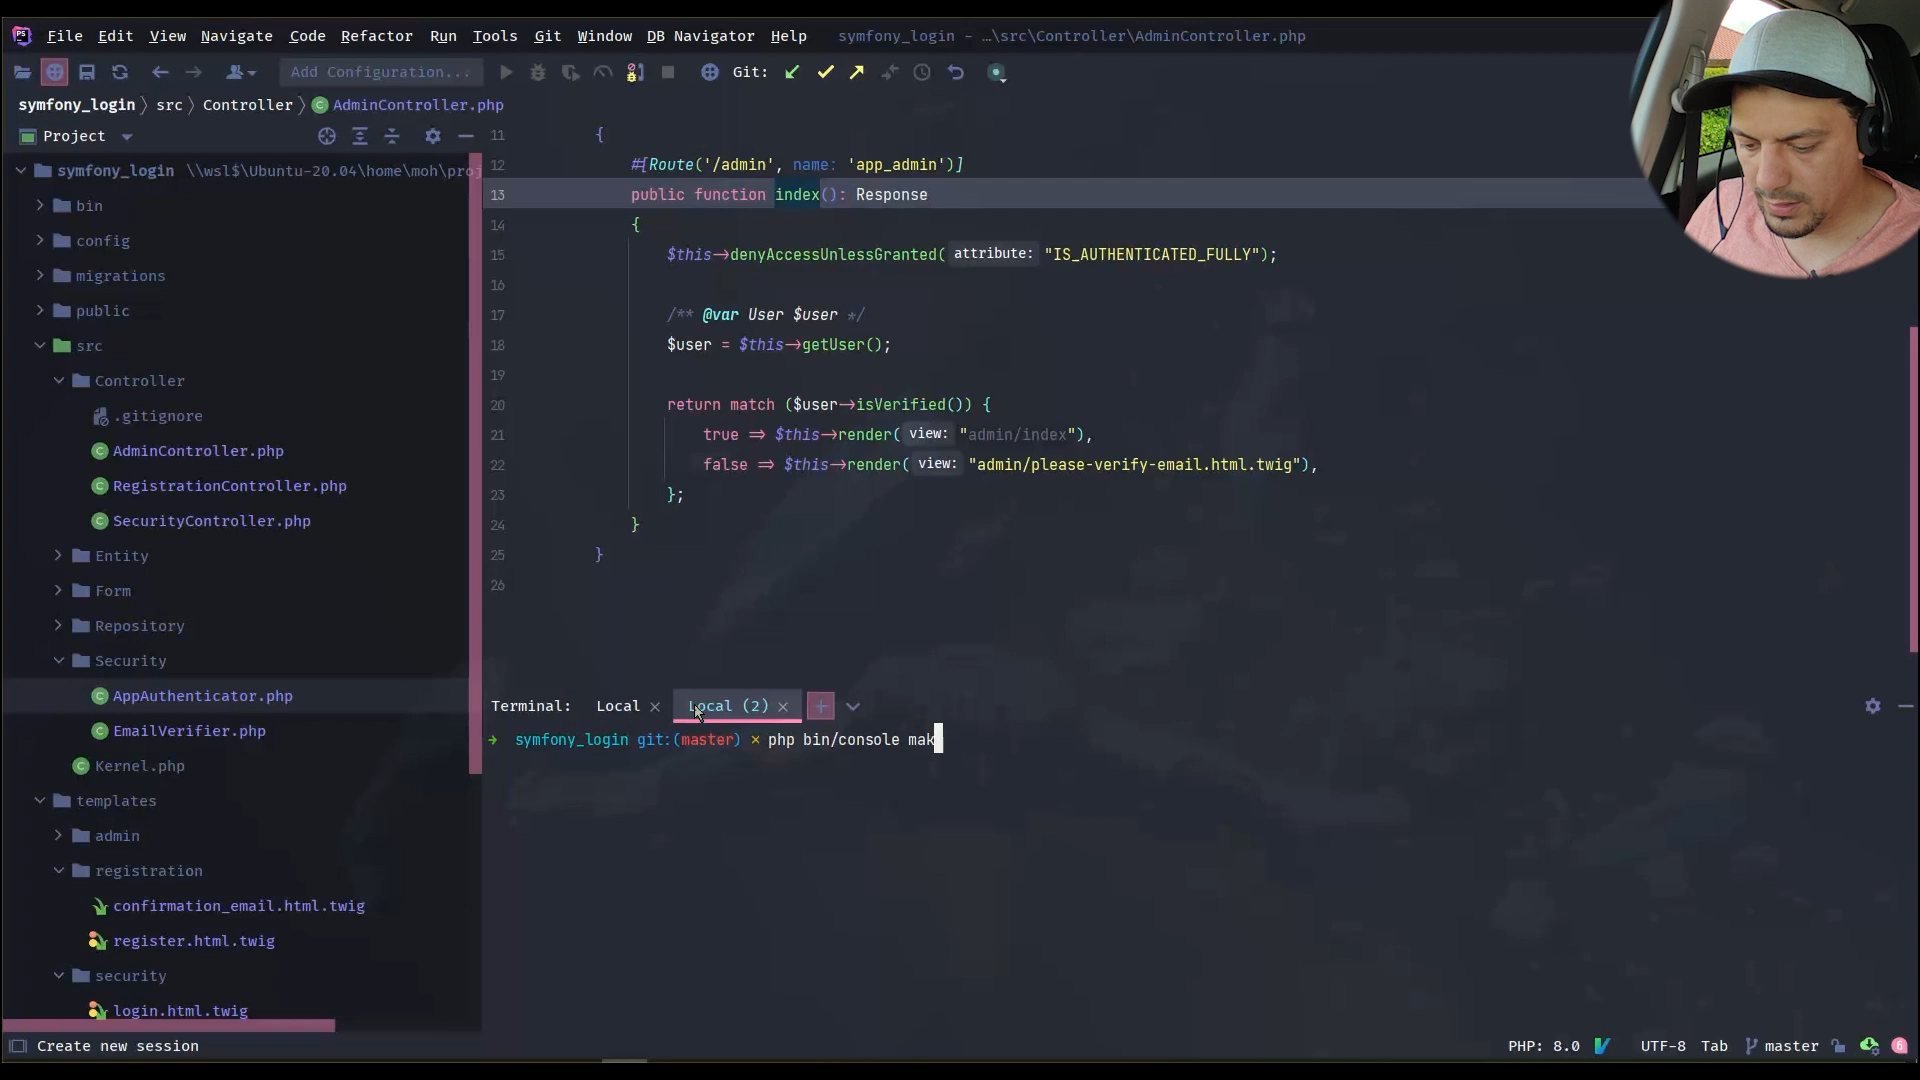 PS File Edit View Navigate Code Refactor Run Tools Git Window DB Navigator Help symfony_login - …\src\Controller\AdminController.php
Add Configuration... Git:
symfony_login src Controller AdminController.php
Project
symfony_login \\wsl$\Ubuntu-20.04\home\moh\proj
bin
config
migrations
public
src
Controller
.gitignore
AdminController.php
RegistrationController.php
SecurityController.php
Entity
Form
Repository
Security
AppAuthenticator.php
EmailVerifier.php
Kernel.php
templates
admin
registration
confirmation_email.html.twig
register.html.twig
security
login.html.twig
11 {
12 #[Route('/admin', name: 'app_admin')]
13 public function index(): Response
14 {
15 $this->denyAccessUnlessGranted( attribute: "IS_AUTHENTICATED_FULLY");
16
17 /** @var User $user */
18 $user = $this->getUser();
19
20 return match ($user->isVerified()) {
21 true => $this->render( view: "admin/index"),
22 false => $this->render( view: "admin/please-verify-email.html.twig"),
23 };
24 }
25 }
26
Terminal: Local Local (2)
→ symfony_login git:(master) × php bin/console mak
Create new session PHP: 8.0 UTF-8 Tab master 6